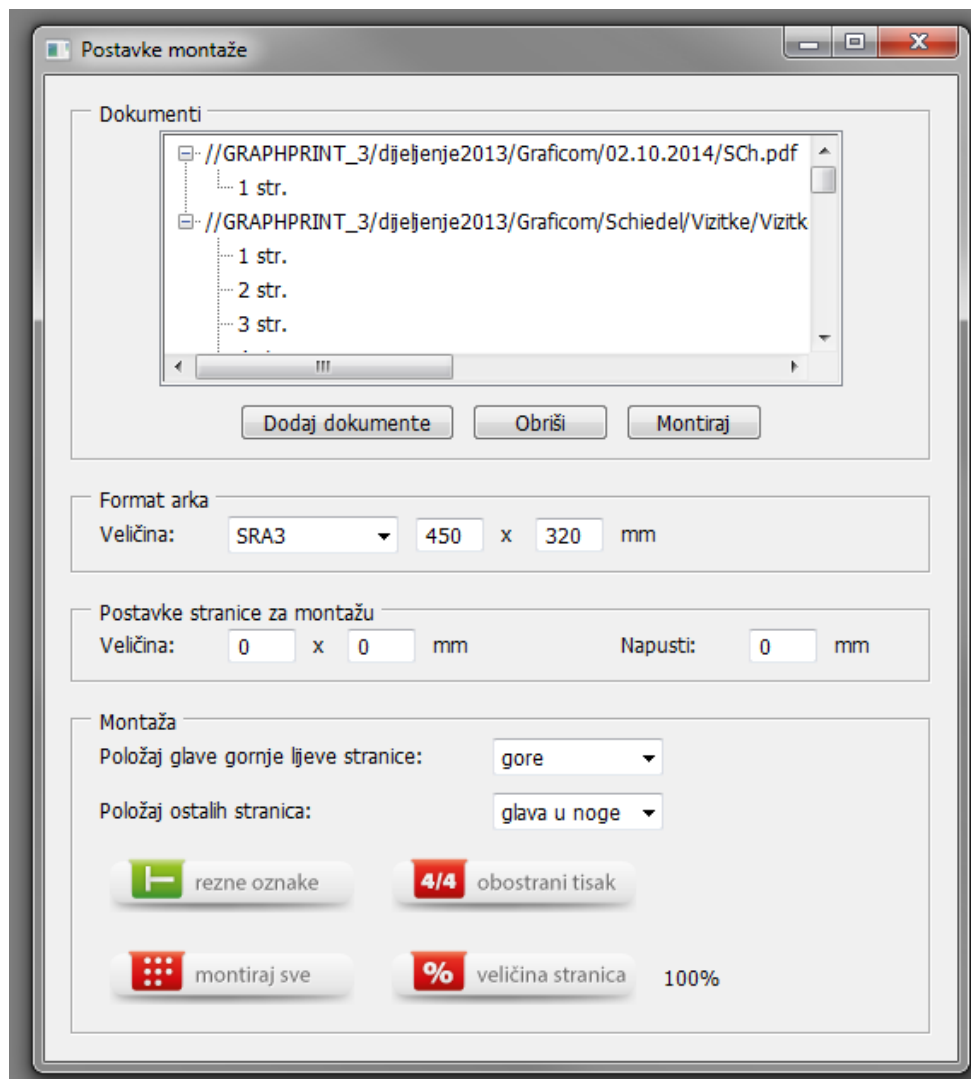 Postavke montaže
Dokumenti
//GRAPHPRINT_3/dijeljenje2013/Graficom/02.10.2014/SCh.pdf
1 str.
//GRAPHPRINT_3/dijeljenje2013/Graficom/Schiedel/Vizitke/Vizitk
1 str.
2 str.
3 str.
Dodaj dokumente Obriši Montiraj
Format arka
Veličina: SRA3 450 x 320 mm
Postavke stranice za montažu
Veličina: 0 x 0 mm Napusti: 0 mm
Montaža
Položaj glave gornje lijeve stranice: gore
Položaj ostalih stranica: glava u noge
rezne oznake 4/4 obostrani tisak
montiraj sve % veličina stranica 100%